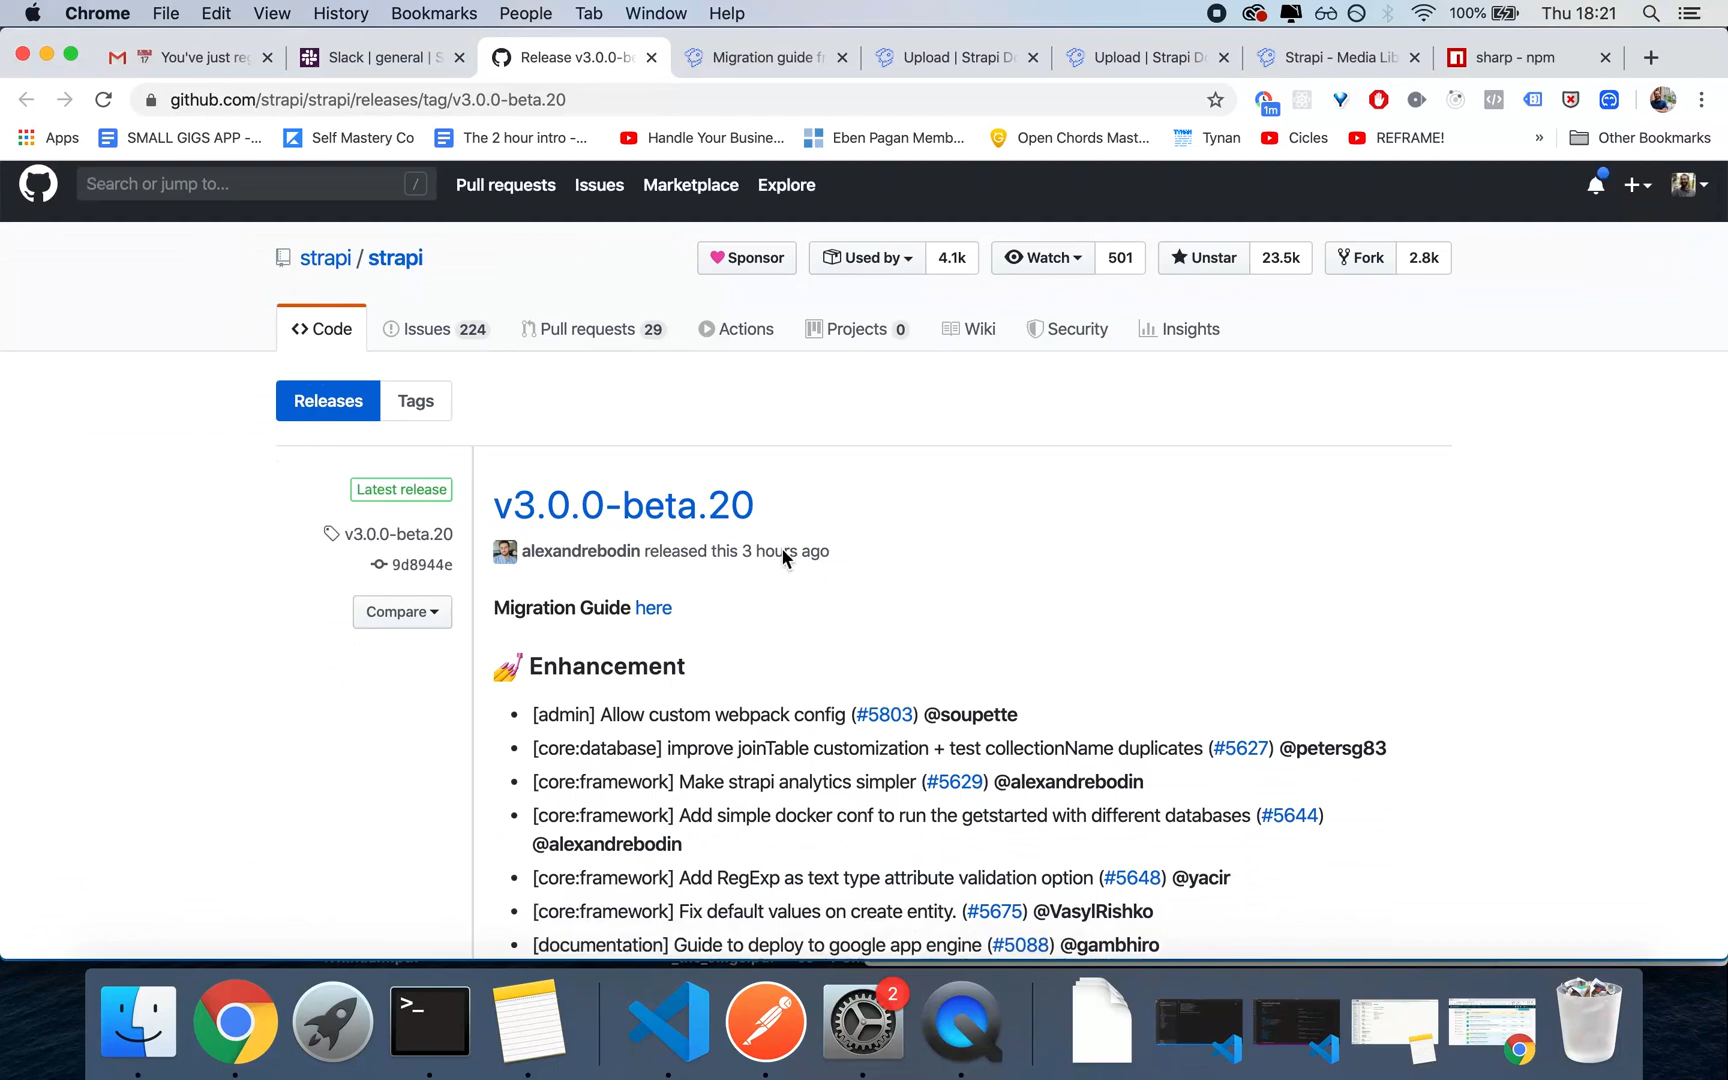 Chrome File Edit View History Bookmarks People Tab Window Help 100% Thu 18:21
You've just re Slack | general | S Release v3.0.0-be Migration guide fr Upload | Strapi Do Upload | Strapi Do Strapi - Media Lib sharp - npm
github.com/strapi/strapi/releases/tag/v3.0.0-beta.20 1m
Apps SMALL GIGS APP -... Self Mastery Co The 2 hour intro -... Handle Your Busine... Eben Pagan Memb... Open Chords Mast... TYNAN Tynan Cicles REFRAME! » Other Bookmarks
Search or jump to... / Pull requests Issues Marketplace Explore
strapi / strapi Sponsor Used by 4.1k Watch 501 Unstar 23.5k Fork 2.8k
<> Code Issues 224 Pull requests 29 Actions Projects 0 Wiki Security Insights
Releases Tags
Latest release
v3.0.0-beta.20
9d8944e
Compare
v3.0.0-beta.20
alexandrebodin released this 3 hours ago
Migration Guide here
💅 Enhancement
• [admin] Allow custom webpack config (#5803) @soupette
• [core:database] improve joinTable customization + test collectionName duplicates (#5627) @petersg83
• [core:framework] Make strapi analytics simpler (#5629) @alexandrebodin
• [core:framework] Add simple docker conf to run the getstarted with different databases (#5644)
@alexandrebodin
• [core:framework] Add RegExp as text type attribute validation option (#5648) @yacir
• [core:framework] Fix default values on create entity. (#5675) @VasylRishko
• [documentation] Guide to deploy to google app engine (#5088) @gambhiro
>_
2